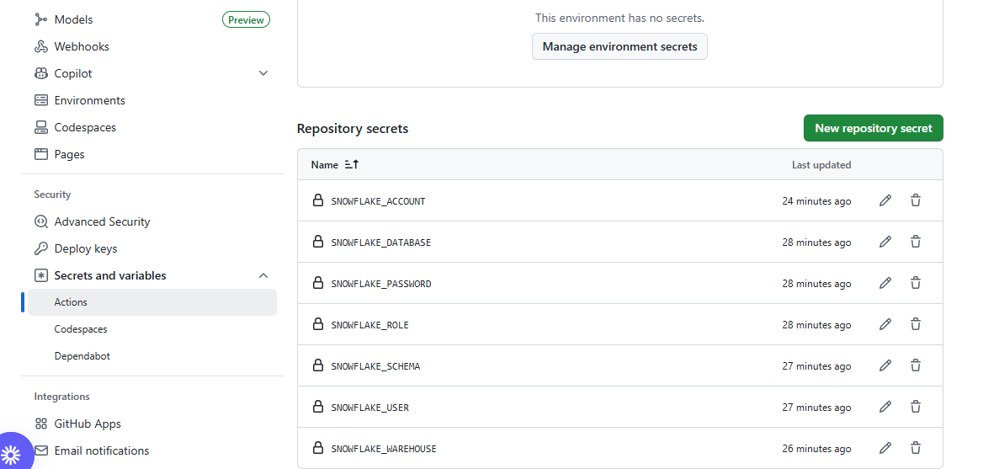 Models
Preview
Webhooks
Copilot
Environments
Codespaces
Pages
Security
Advanced Security
Deploy keys
Secrets and variables
Actions
Codespaces
Dependabot
Integrations
GitHub Apps
Email notifications
This environment has no secrets.
Manage environment secrets
Repository secrets
New repository secret
Name Last updated
SNOWFLAKE_ACCOUNT 24 minutes ago
SNOWFLAKE_DATABASE 28 minutes ago
SNOWFLAKE_PASSWORD 28 minutes ago
SNOWFLAKE_ROLE 28 minutes ago
SNOWFLAKE_SCHEMA 27 minutes ago
SNOWFLAKE_USER 27 minutes ago
SNOWFLAKE_WAREHOUSE 26 minutes ago